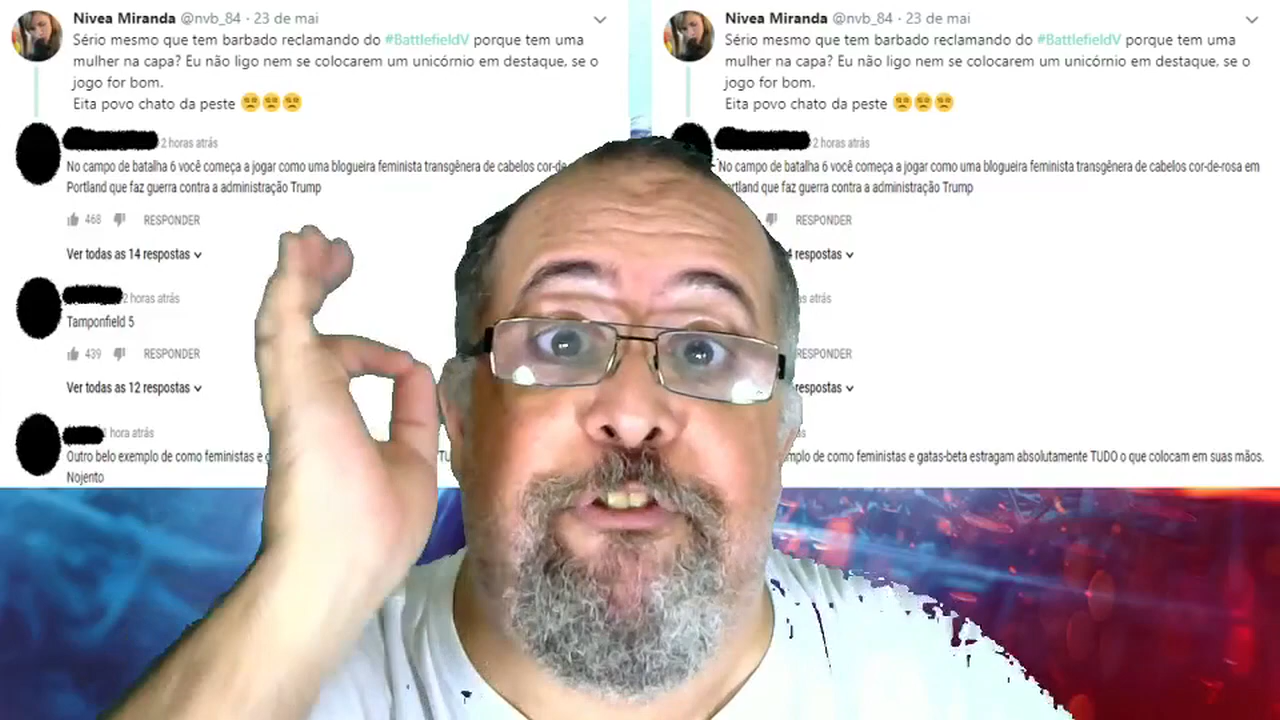 Nivea Miranda @nvb_84 · 23 de mai
Sério mesmo que tem barbado reclamando do #BattlefieldV porque tem uma
mulher na capa? Eu não ligo nem se colocarem um unicórnio em destaque, se o
jogo for bom.
Eita povo chato da peste
2 horas atrás
No campo de batalha 6 você começa a jogar como uma blogueira feminista transgênera de cabelos cor-de-
Portland que faz guerra contra a administração Trump
468 RESPONDER
Ver todas as 14 respostas
2 horas atrás
Tamponfield 5
439 RESPONDER
Ver todas as 12 respostas
hora atrás
Outro belo exemplo de como feministas e
Nojento
Nivea Miranda @nvb_84 · 23 de mai
Sério mesmo que tem barbado reclamando do #BattlefieldV porque tem uma
mulher na capa? Eu não ligo nem se colocarem um unicórnio em destaque, se o
jogo for bom.
Eita povo chato da peste
2 horas atrás
No campo de batalha 6 você começa a jogar como uma blogueira feminista transgênera de cabelos cor-de-rosa em
ortland que faz guerra contra a administração Trump
RESPONDER
4 respostas
as atrás
RESPONDER
respostas
mplo de como feministas e gatas-beta estragam absolutamente TUDO o que colocam em suas mãos.